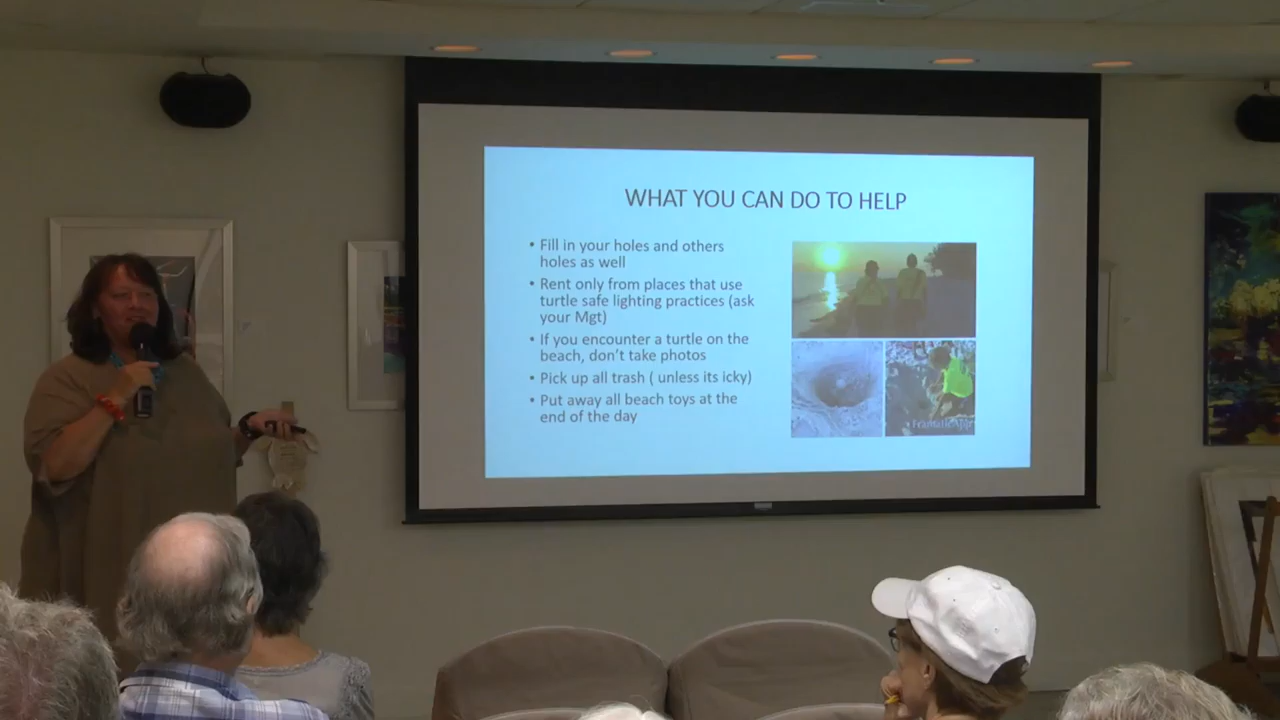 WHAT YOU CAN DO TO HELP
• Fill in your holes and others
holes as well
• Rent only from places that use
turtle safe lighting practices (ask
your Mgt)
• If you encounter a turtle on the
beach, don't take photos
• Pick up all trash ( unless its icky)
• Put away all beach toys at the
end of the day